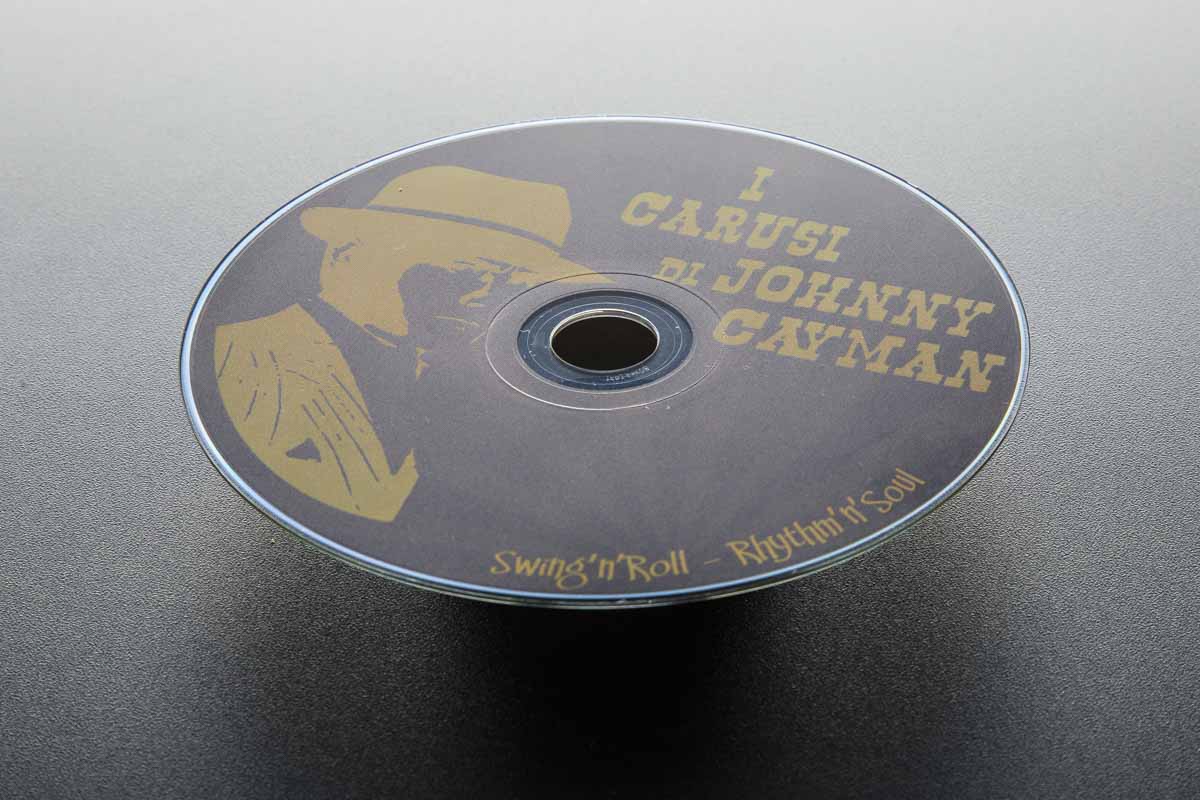 I
CARUSI
DI JOHNNY
CAYMAN
Swing'n'Roll - Rhythm'n'Soul